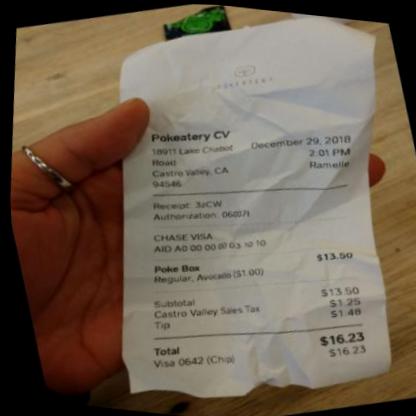 POKEATERY
Pokeatery CV
18911 Lake Chabot December 29, 2018
Road 2:01 PM
Castro Valley, CA Ramelle
94546
Receipt: 3zCW
Authorization:
CHASE VISA
AID A0 00 00 00 03 10 10
Poke Box $13.50
Regular, Avocado ($1.00)
Subtotal $13.50
Castro Valley Sales Tax $1.25
Tip $1.48
Total $16.23
Visa 0642 (Chip) $16.23